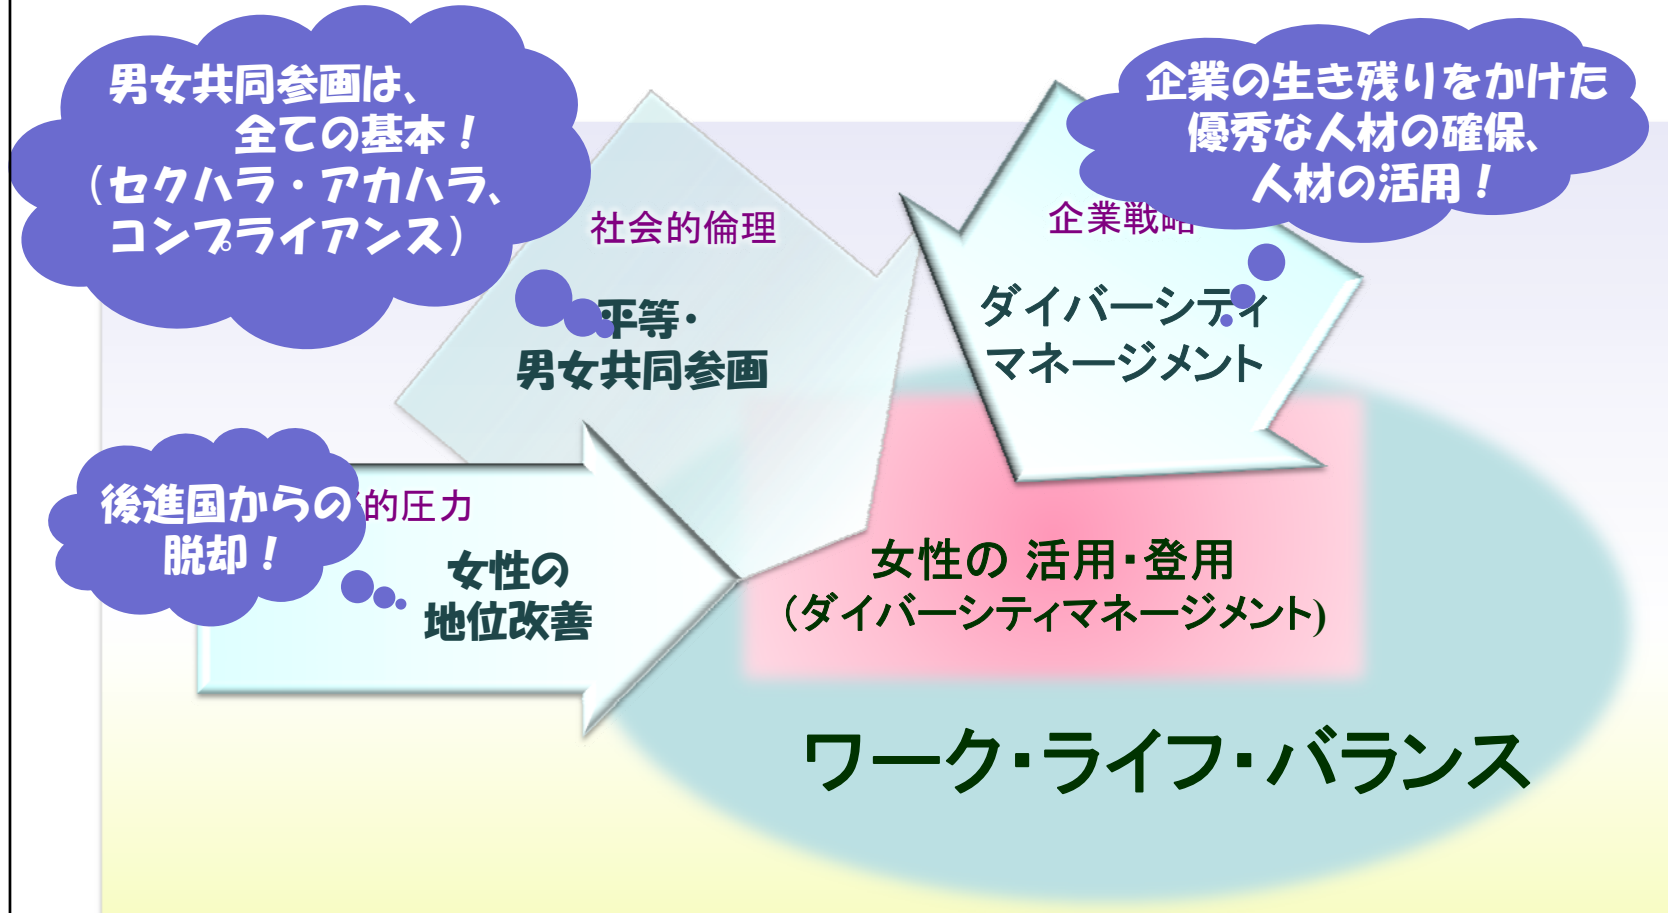 男女共同参画は、
全ての基本！
（セクハラ・アカハラ、
コンプライアンス）
企業の生き残りをかけた
優秀な人材の確保、
人材の活用！
社会的倫理
企業戦略
平等・
男女共同参画
ダイバーシティ
マネージメント
後進国からの
脱却！
的圧力
女性の
地位改善
女性の 活用・登用
（ダイバーシティマネージメント）
ワーク・ライフ・バランス